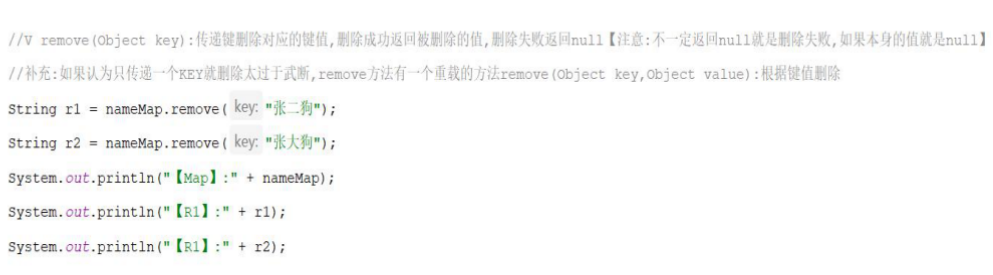 //V remove(Object key):传递键删除对应的键值,删除成功返回被删除的值,删除失败返回null【注意:不一定返回null就是删除失败,如果本身的值就是null】
//补充:如果认为只传递一个KEY就删除太过于武断,remove方法有一个重载的方法remove(Object key,Object value):根据键值删除
String r1 = nameMap.remove( key: "张二狗");
String r2 = nameMap.remove( key: "张大狗");
System.out.println("【Map】:" + nameMap);
System.out.println("【R1】:" + r1);
System.out.println("【R1】:" + r2);